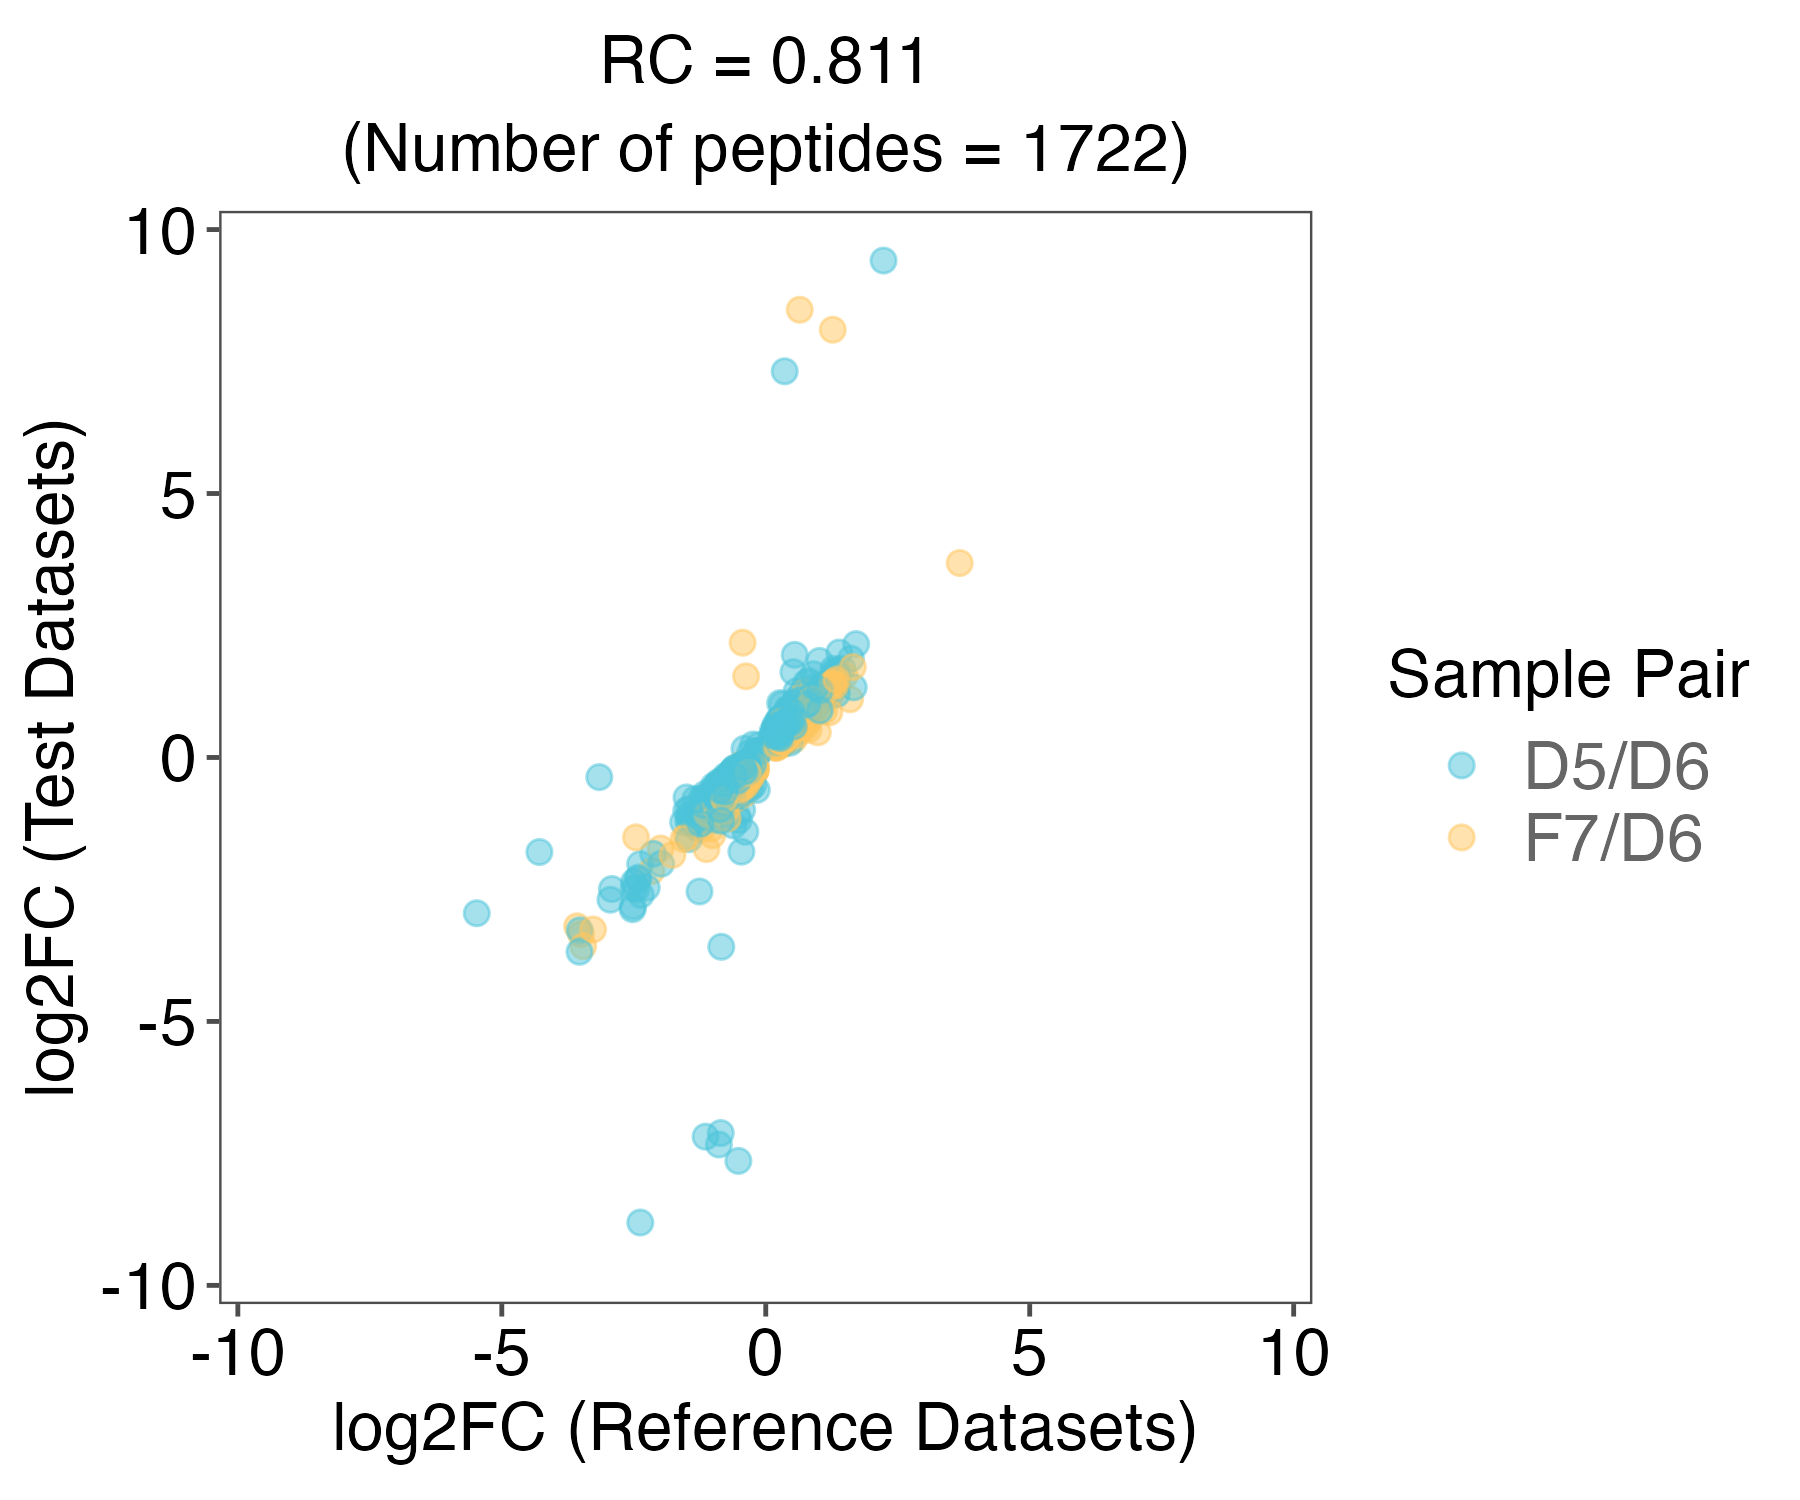 RC = 0.811
(Number of peptides = 1722)
10
5
0
-5
-10
log2FC (Test Datasets)
-10
-5
0
5
10
log2FC (Reference Datasets)
Sample Pair
D5/D6
F7/D6